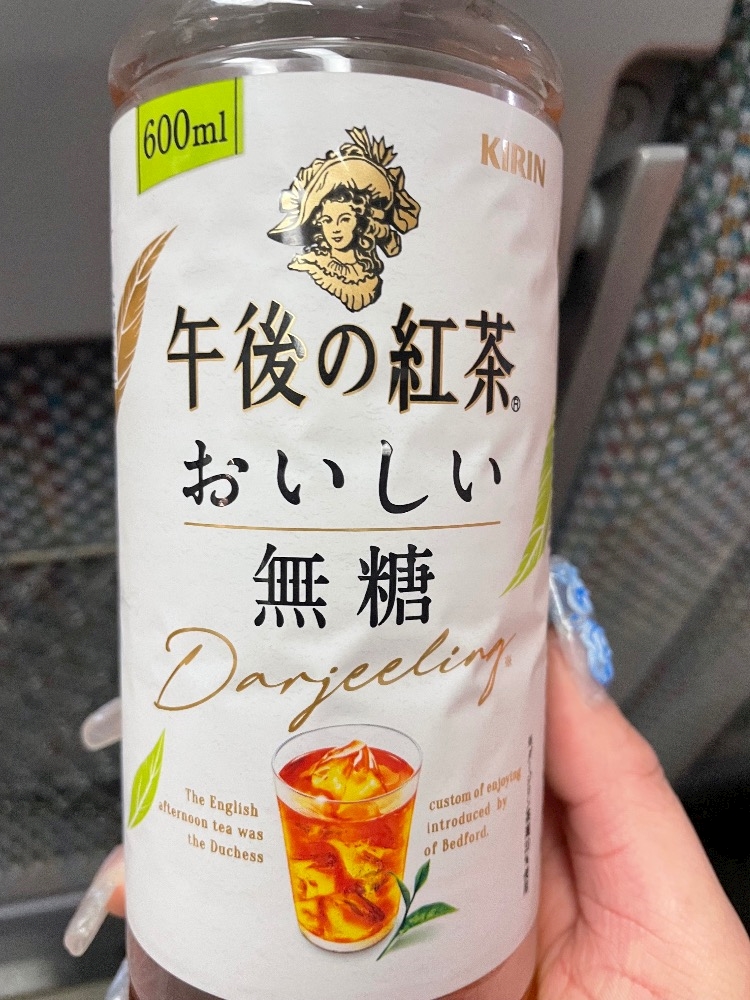 600ml
KIRIN
午後の紅茶®
おいしい
無糖
Darjeeling
The English custom of enjoying
afternoon tea was introduced by
the Duchess of Bedford.